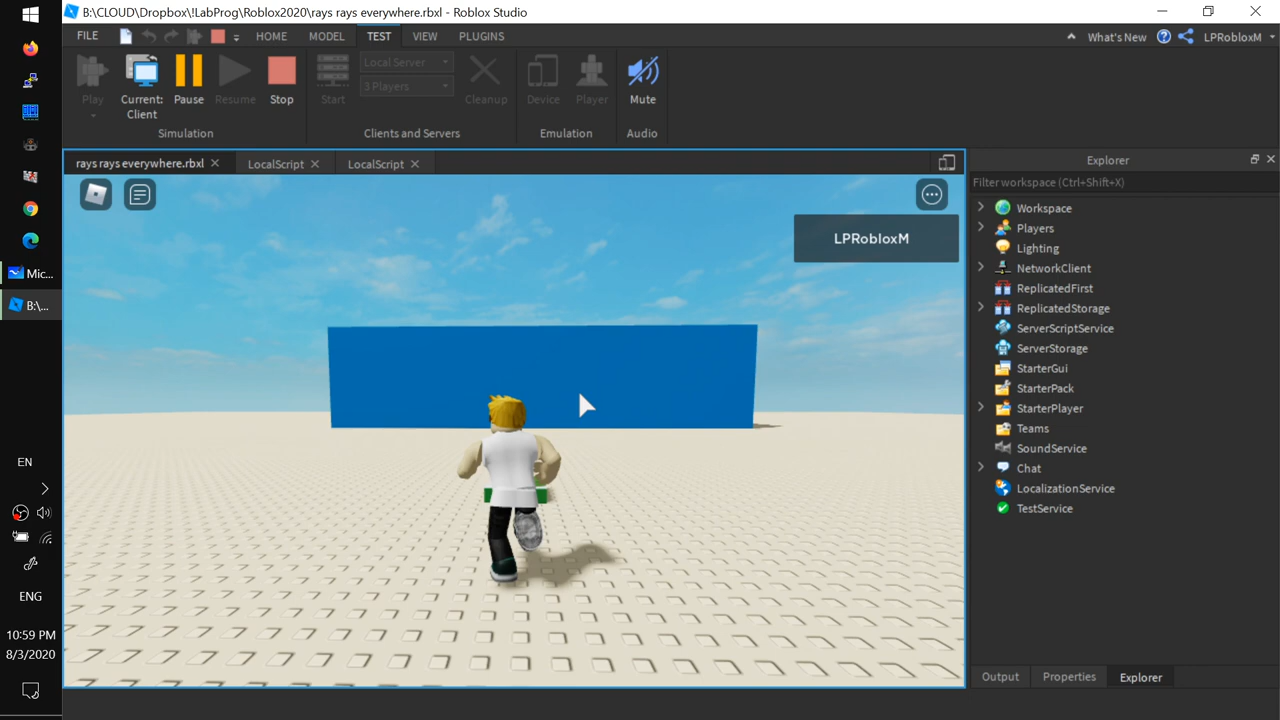 B:\CLOUD\Dropbox\!LabProg\Roblox2020\rays rays everywhere.rbxl - Roblox Studio
FILE HOME MODEL TEST VIEW PLUGINS What's New LPRobloxM
Play Current: Client Pause Resume Stop
Simulation
Start Local Server 3 Players Cleanup
Clients and Servers
Device Player
Emulation
Mute
Audio
rays rays everywhere.rbxl LocalScript LocalScript
LPRobloxM
Explorer
Filter workspace (Ctrl+Shift+X)
Workspace
Players
Lighting
NetworkClient
ReplicatedFirst
ReplicatedStorage
ServerScriptService
ServerStorage
StarterGui
StarterPack
StarterPlayer
Teams
SoundService
Chat
LocalizationService
TestService
Output Properties Explorer
Mic...
B:\...
EN
ENG
10:59 PM
8/3/2020